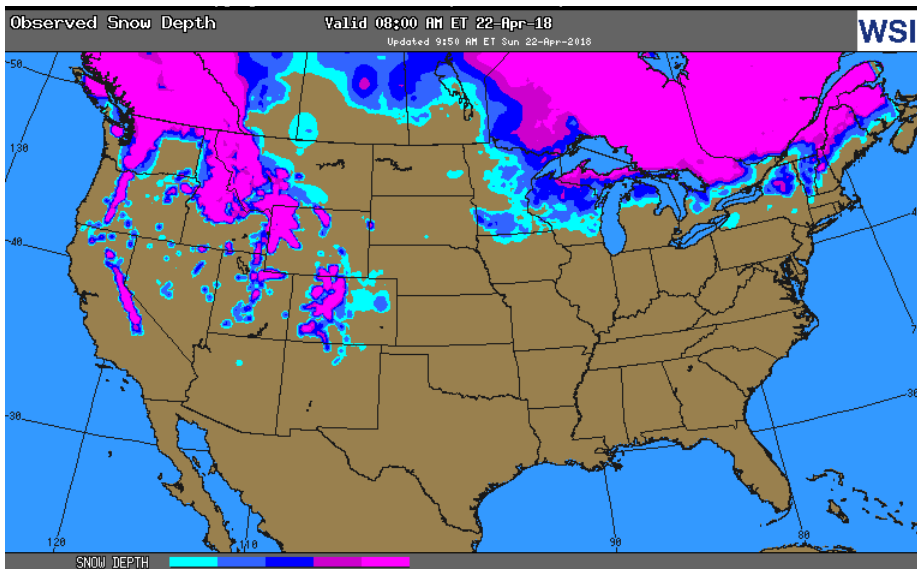 Observed Snow Depth
Valid 08:00 AM ET 22-Apr-18
Updated 9:50 AM ET Sun 22-Apr-2018
WSI
50
130
40
30
30
120
110
90
80
SNOW DEPTH